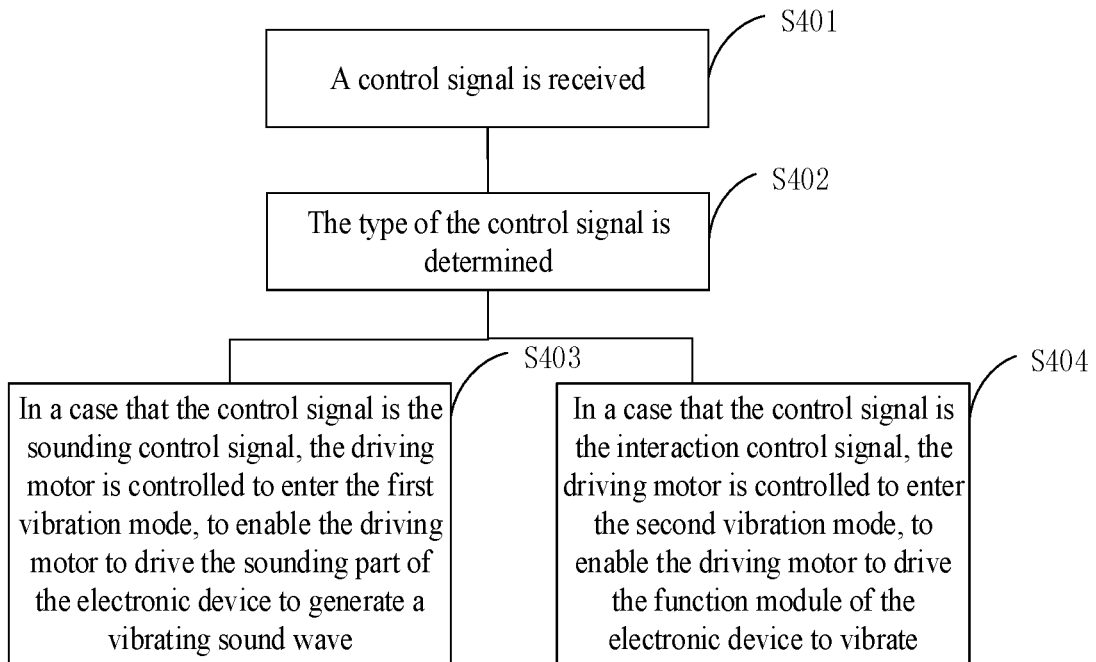 S401
A control signal is received
S402
The type of the control signal is
determined
S403
In a case that the control signal is the
sounding control signal, the driving
motor is controlled to enter the first
vibration mode, to enable the driving
motor to drive the sounding part of
the electronic device to generate a
vibrating sound wave
S404
In a case that the control signal is
the interaction control signal, the
driving motor is controlled to enter
the second vibration mode, to
enable the driving motor to drive
the function module of the
electronic device to vibrate